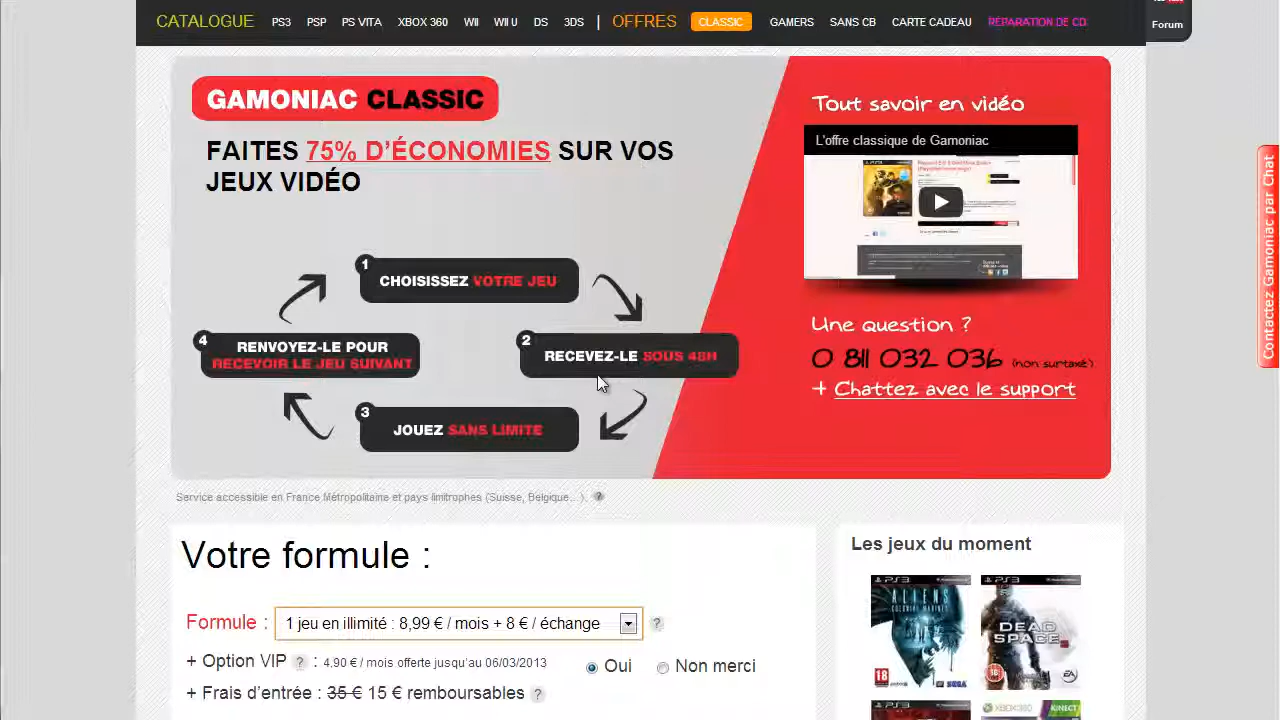 CATALOGUE PS3 PSP PS VITA XBOX 360 WII WII U DS 3DS | OFFRES CLASSIC GAMERS SANS CB CARTE CADEAU RÉPARATION DE CD
Forum
GAMONIAC CLASSIC
FAITES 75% D'ÉCONOMIES SUR VOS
JEUX VIDÉO
1
CHOISISSEZ VOTRE JEU
2
RECEVEZ-LE SOUS 48H
3
JOUEZ SANS LIMITE
4
RENVOYEZ-LE POUR
RECEVOIR LE JEU SUIVANT
Tout savoir en vidéo
L'offre classique de Gamoniac
Une question ?
0 811 032 036 (non surtaxé)
+ Chattez avec le support
Contactez Gamoniac par Chat
Service accessible en France Métropolitaine et pays limitrophes (Suisse, Belgique...). ?
Votre formule :
Formule : 1 jeu en illimité : 8,99 € / mois + 8 € / échange ?
+ Option VIP ? : 4,90 € / mois offerte jusqu'au 06/03/2013 Oui Non merci
+ Frais d'entrée : 35 € 15 € remboursables ?
Les jeux du moment
PS3
ALIENS
COLONIAL MARINES
18
SEGA
PS3
DEAD
SPACE
18
EA
XBOX 360 KINECT